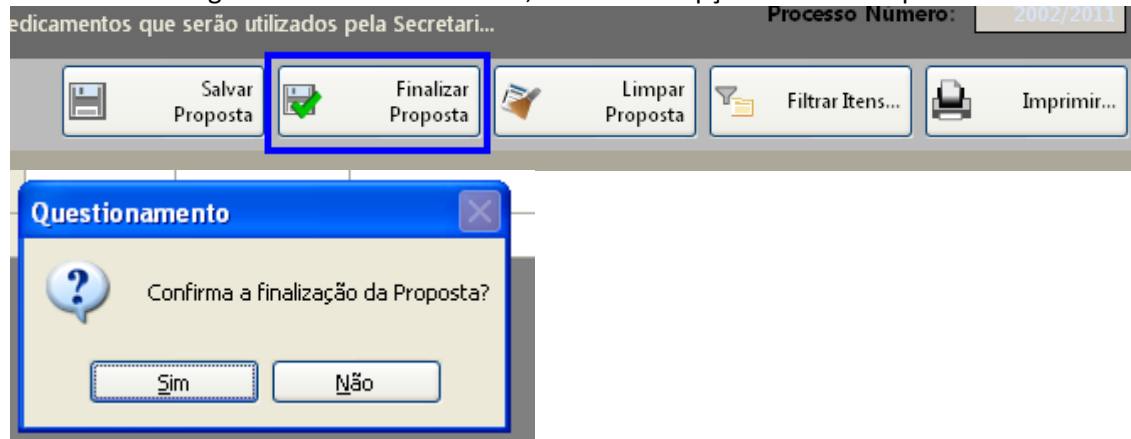 edicamentos que serão utilizados pela Secretari...
Processo Número: 2002/2011
Salvar
Proposta
Finalizar
Proposta
Limpar
Proposta
Filtrar Itens...
Imprimir...
Questionamento
Confirma a finalização da Proposta?
Sim
Não